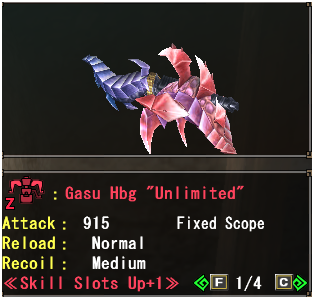 Z : Gasu Hbg "Unlimited"
Attack : 915 Fixed Scope
Reload : Normal
Recoil : Medium
≪Skill Slots Up+1≫ F 1/4 C